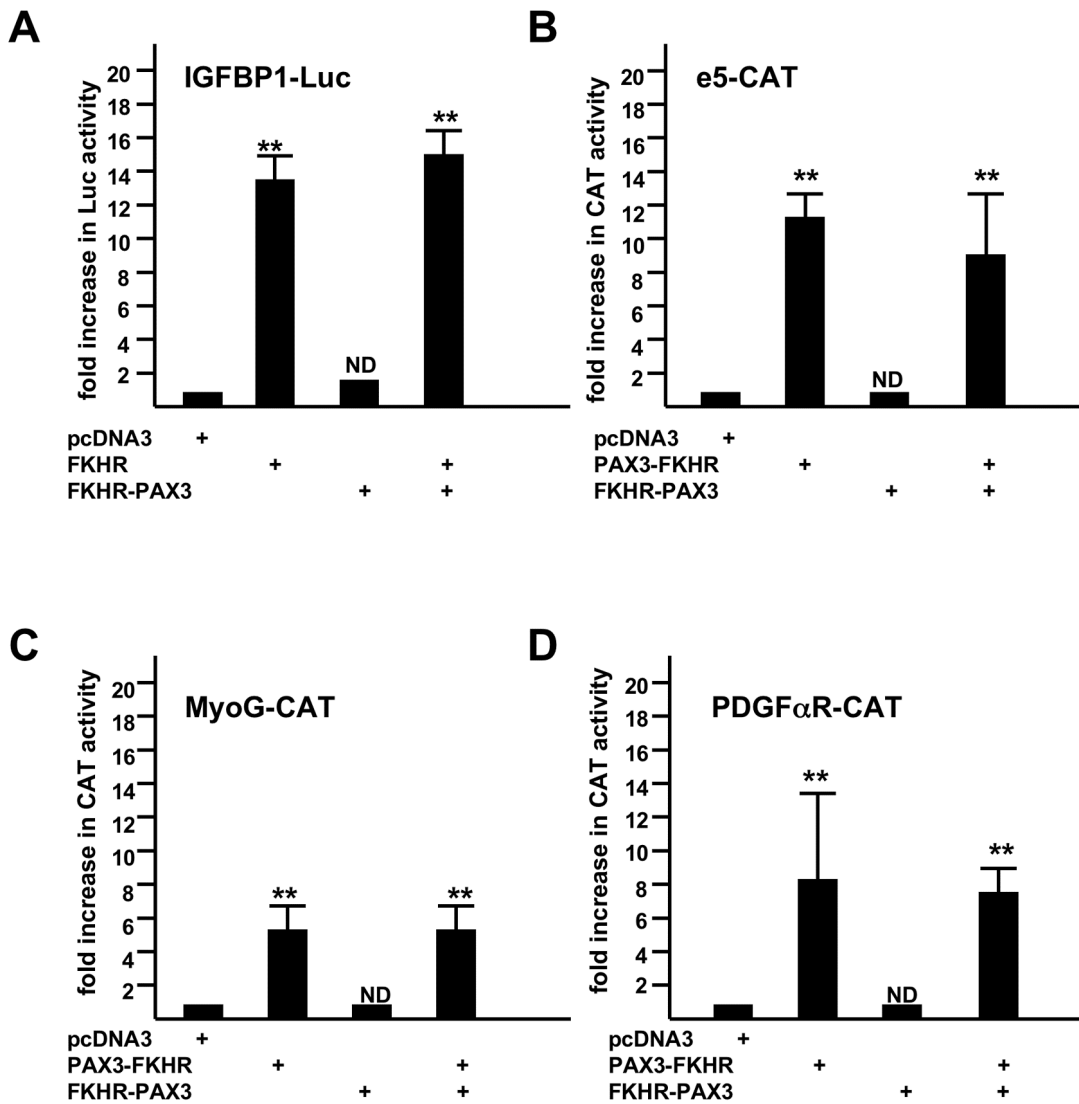 A
fold increase in Luc activity
IGFBP1-Luc
20
18
16
14
12
10
8
6
4
2
**
ND
**
pcDNA3 +
FKHR + +
FKHR-PAX3 + +
B
fold increase in CAT activity
e5-CAT
20
18
16
14
12
10
8
6
4
2
**
ND
**
pcDNA3 +
PAX3-FKHR + +
FKHR-PAX3 + +
C
fold increase in CAT activity
MyoG-CAT
20
18
16
14
12
10
8
6
4
2
**
ND
**
pcDNA3 +
PAX3-FKHR + +
FKHR-PAX3 + +
D
fold increase in CAT activity
PDGFαR-CAT
20
18
16
14
12
10
8
6
4
2
**
ND
**
pcDNA3 +
PAX3-FKHR + +
FKHR-PAX3 + +